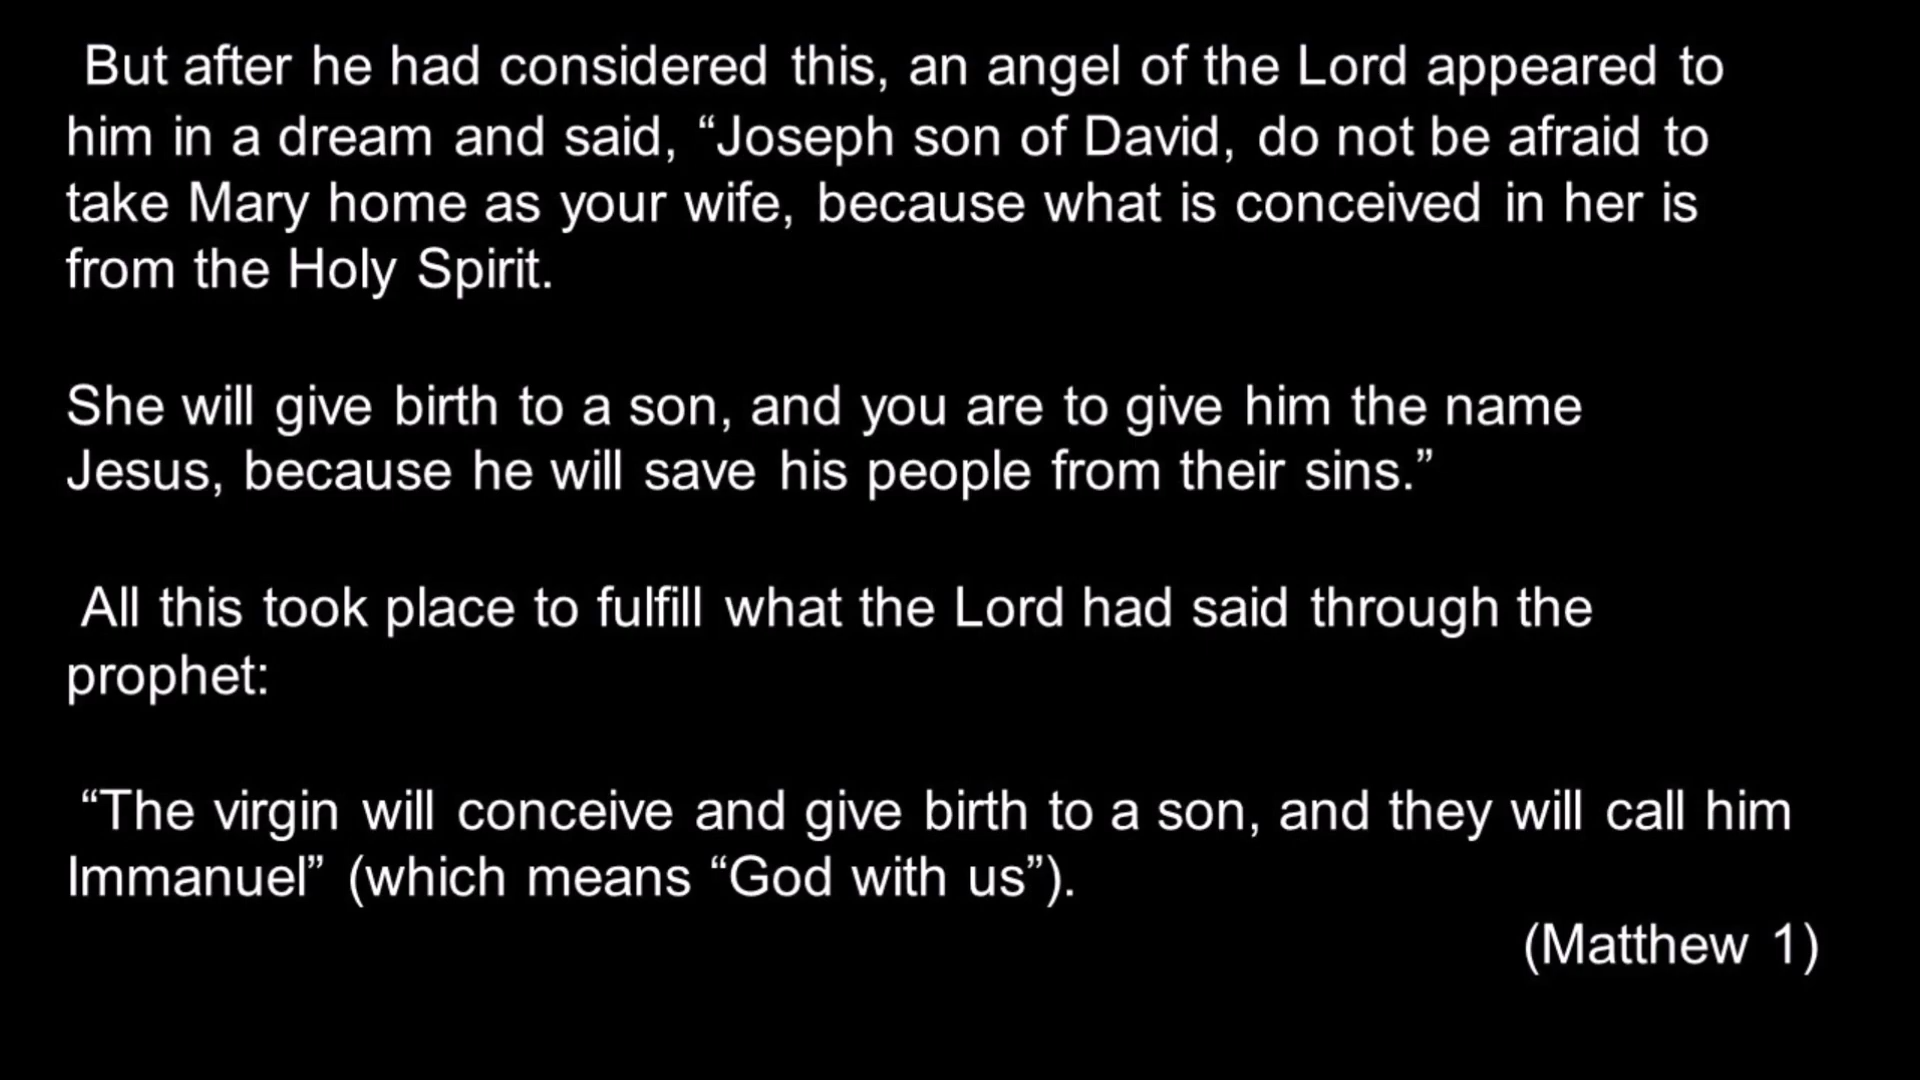 But after he had considered this, an angel of the Lord appeared to
him in a dream and said, “Joseph son of David, do not be afraid to
take Mary home as your wife, because what is conceived in her is
from the Holy Spirit.
She will give birth to a son, and you are to give him the name
Jesus, because he will save his people from their sins.”
All this took place to fulfill what the Lord had said through the
prophet:
“The virgin will conceive and give birth to a son, and they will call him
Immanuel” (which means “God with us”).
(Matthew 1)